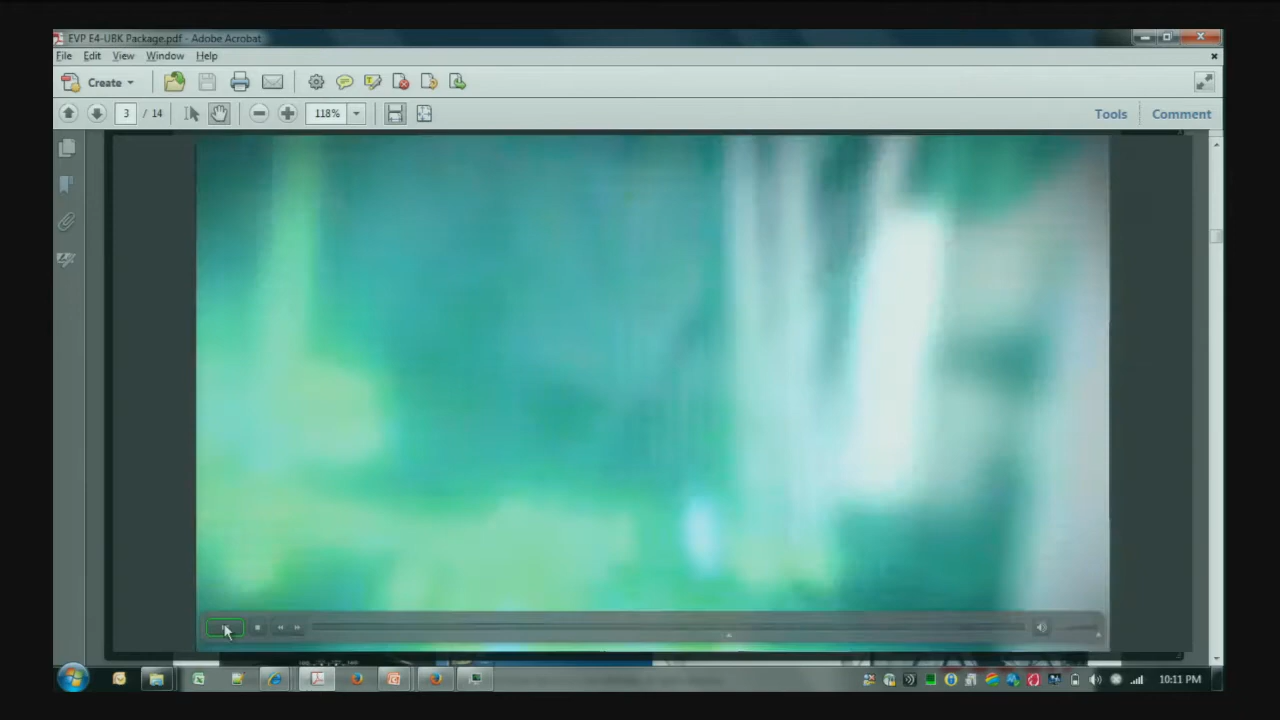 EVP E4-UBK Package.pdf - Adobe Acrobat
File Edit View Window Help
Create
3 / 14 118% Tools Comment
10:11 PM